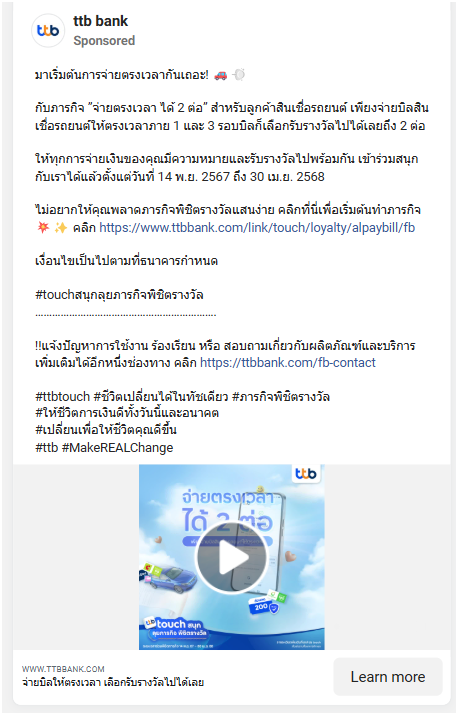 ttb bank
Sponsored
มาเริ่มต้นการจ่ายตรงเวลากันเถอะ! 🚗 💨
กับภารกิจ "จ่ายตรงเวลา ได้ 2 ต่อ" สำหรับลูกค้าสินเชื่อรถยนต์ เพียงจ่ายบิลสิน
เชื่อรถยนต์ให้ตรงเวลาภายใน 1 และ 3 รอบบิลก็เลือกรับรางวัลไปได้เลยถึง 2 ต่อ
ให้ทุกการจ่ายเงินของคุณมีความหมายและรับรางวัลไปพร้อมกัน เข้าร่วมสนุก
กับเราได้แล้วตั้งแต่วันที่ 14 พ.ย. 2567 ถึง 30 เม.ย. 2568
ไม่อยากให้คุณพลาดภารกิจพิชิตรางวัลแสนง่าย คลิกที่นี่เพื่อเริ่มต้นทำภารกิจ
💥 ✨ คลิก https://www.ttbbank.com/link/touch/loyalty/alpaybill/fb
เงื่อนไขเป็นไปตามที่ธนาคารกำหนด
#touchสนุกลุยภารกิจพิชิตรางวัล
......................................................
!!แจ้งปัญหาการใช้งาน ร้องเรียน หรือ สอบถามเกี่ยวกับผลิตภัณฑ์และบริการ
เพิ่มเติมได้อีกหนึ่งช่องทาง คลิก https://ttbbank.com/fb-contact
#ttbtouch #ชีวิตเปลี่ยนได้ในทัชเดียว #ภารกิจพิชิตรางวัล
#ให้ชีวิตการเงินดีทั้งวันนี้และอนาคต
#เปลี่ยนเพื่อให้ชีวิตคุณดีขึ้น
#ttb #MakeREALChange
ttb
จ่ายตรงเวลา
ได้ 2 ต่อ
200
ttb touch สนุก
ลุยภารกิจ พิชิตรางวัล
WWW.TTBBANK.COM
จ่ายบิลให้ตรงเวลา เลือกรับรางวัลไปได้เลย
Learn more